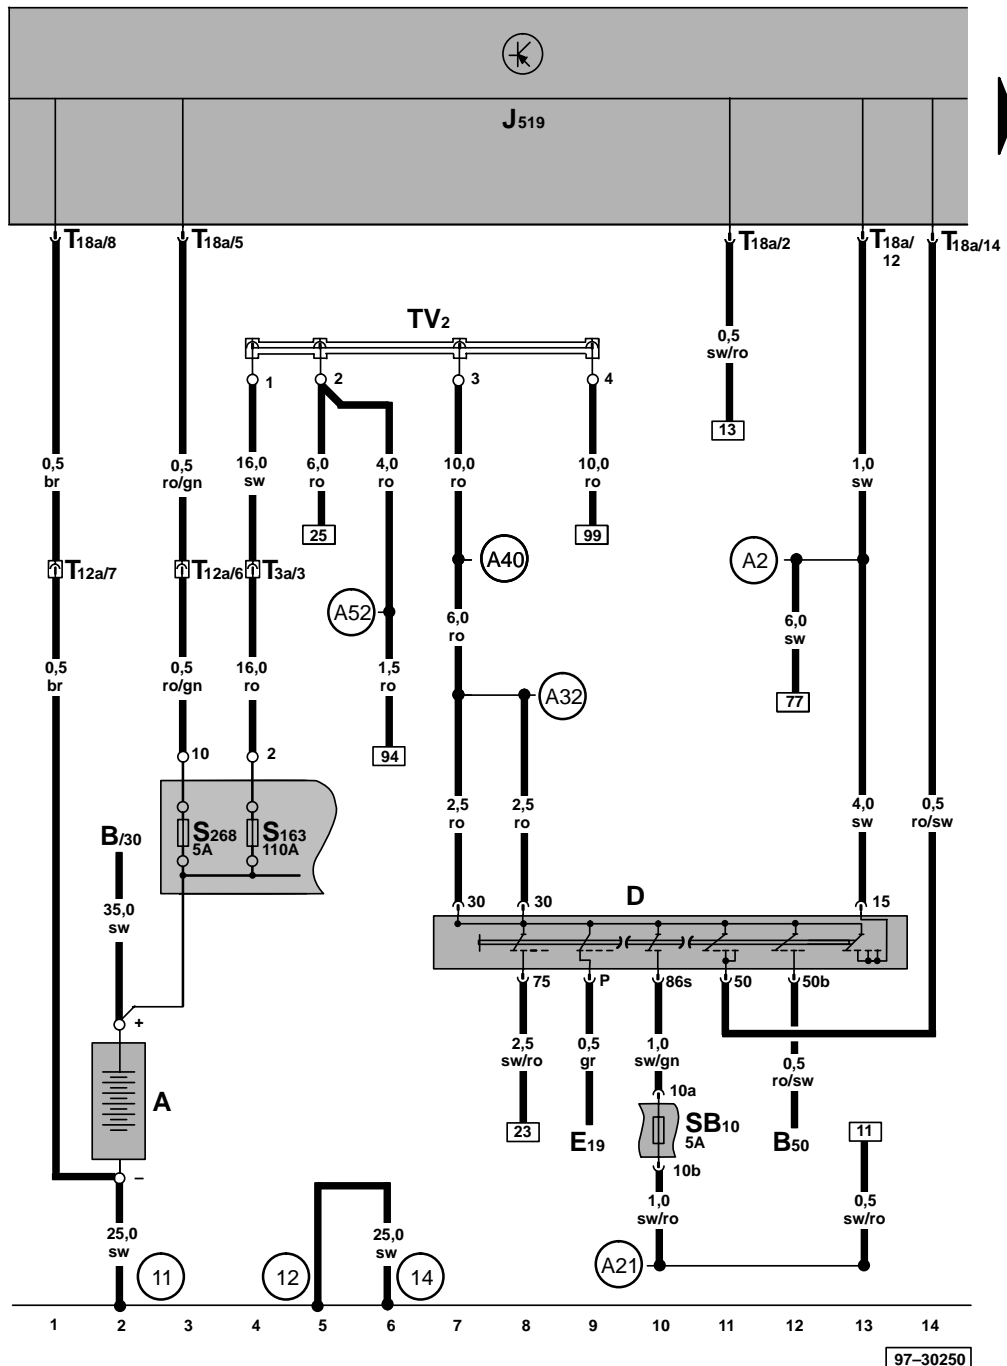 J519
T18a/8
T18a/5
T18a/2
T18a/
12
T18a/14
TV2
1
2
3
4
0,5
sw/ro
13
0,5
br
0,5
ro/gn
16,0
sw
6,0
ro
4,0
ro
10,0
ro
10,0
ro
1,0
sw
25
99
T12a/7
T12a/6
T3a/3
A40
A2
A52
6,0
ro
6,0
sw
0,5
br
0,5
ro/gn
16,0
ro
1,5
ro
A32
77
94
10
2
2,5
ro
2,5
ro
4,0
sw
0,5
ro/sw
B/30
S268
5A
S163
110A
35,0
sw
30
30
D
15
75
P
86s
50
50b
+
2,5
sw/ro
0,5
gr
1,0
sw/gn
0,5
ro/sw
A
10a
SB10
5A
23
E19
B50
11
10b
–
1,0
sw/ro
0,5
sw/ro
25,0
sw
25,0
sw
A21
11
12
14
1 2 3 4 5 6 7 8 9 10 11 12 13 14
97–30250